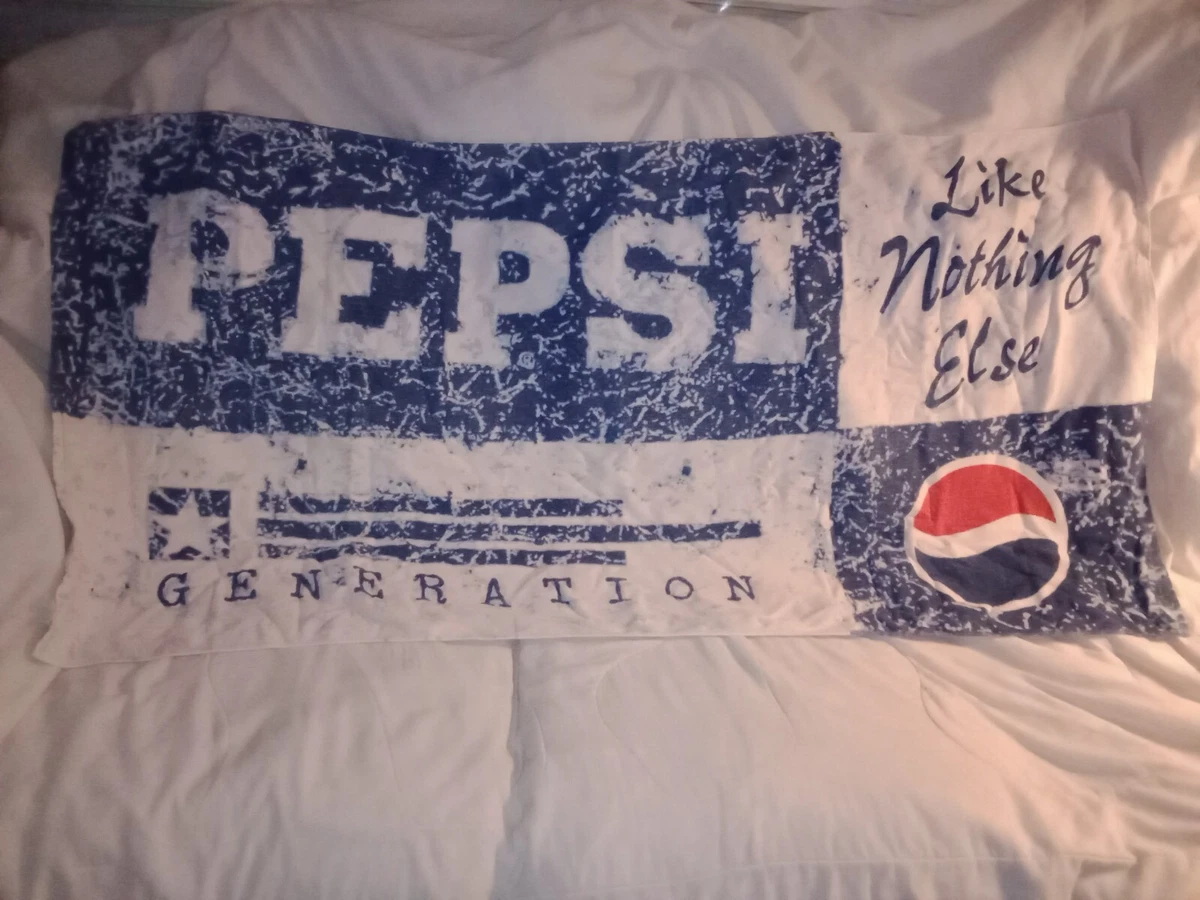 PEPSI
®
GENERATION
Like
Nothing
Else